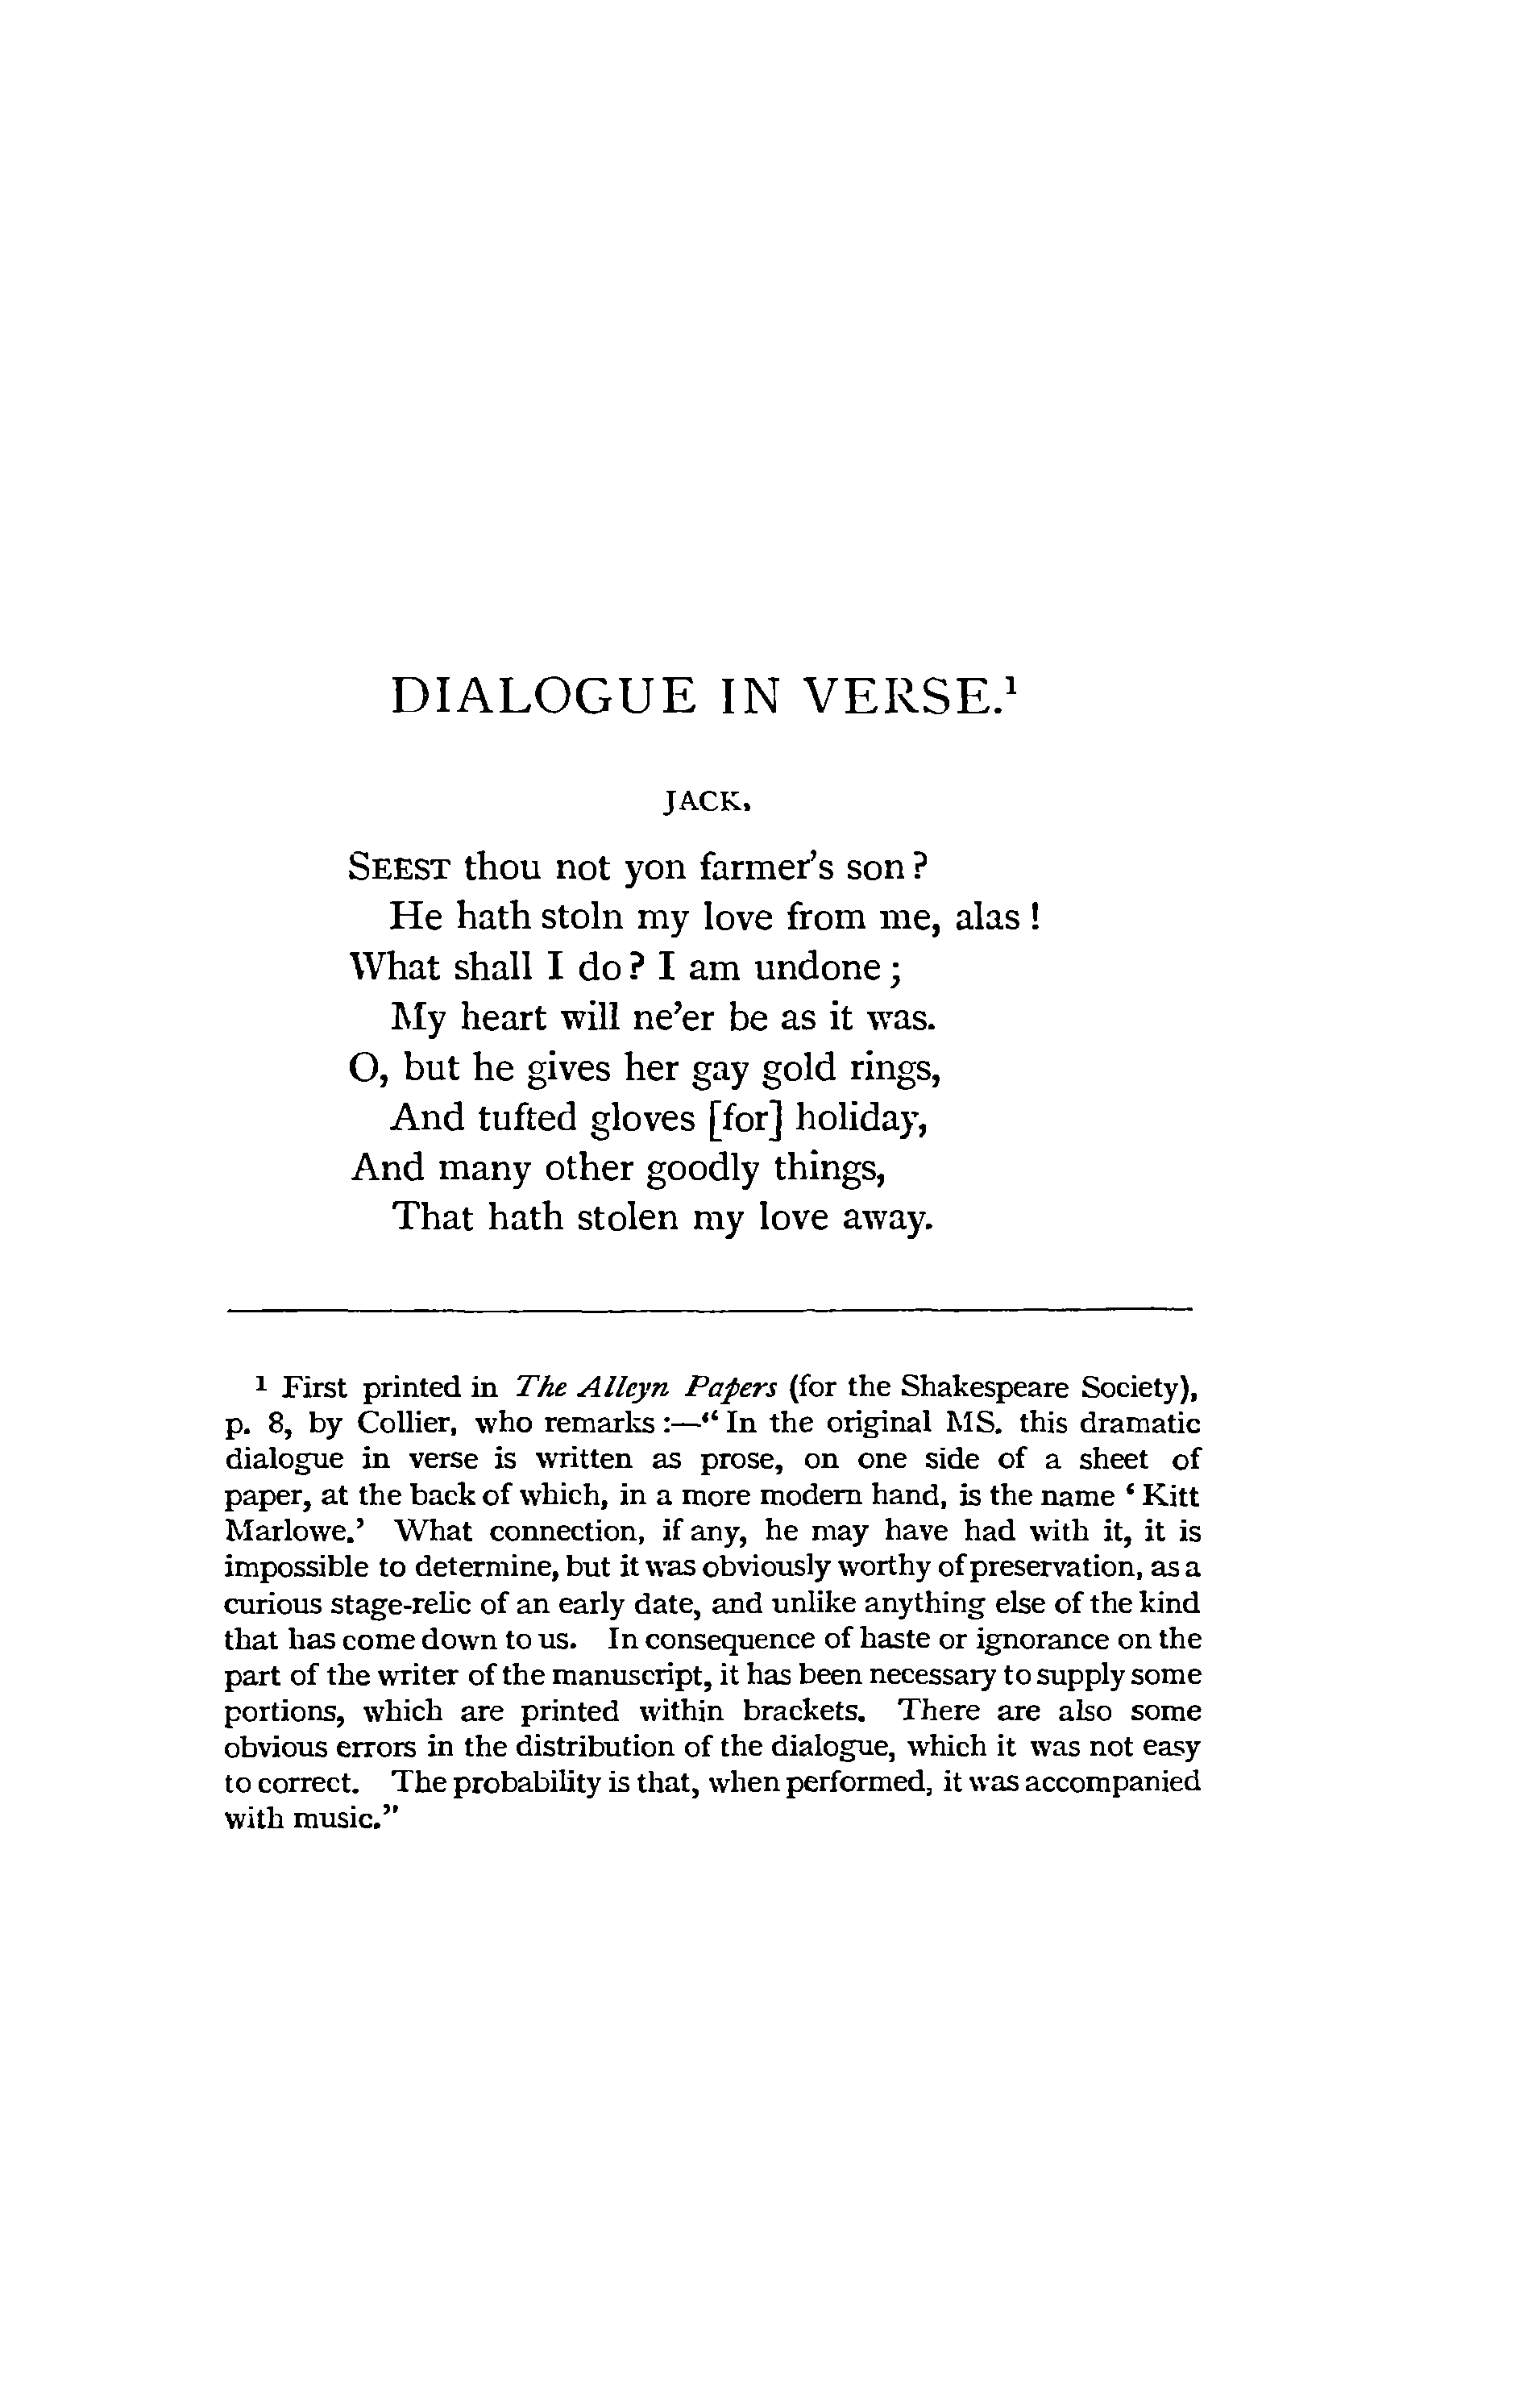 DIALOGUE IN VERSE.¹
JACK.
SEEST thou not yon farmer's son?
He hath stoln my love from me, alas!
What shall I do? I am undone;
My heart will ne'er be as it was.
O, but he gives her gay gold rings,
And tufted gloves [for] holiday,
And many other goodly things,
That hath stolen my love away.
¹ First printed in The Alleyn Papers (for the Shakespeare Society),
p. 8, by Collier, who remarks:—“In the original MS. this dramatic
dialogue in verse is written as prose, on one side of a sheet of
paper, at the back of which, in a more modern hand, is the name ‘Kitt
Marlowe.’ What connection, if any, he may have had with it, it is
impossible to determine, but it was obviously worthy of preservation, as a
curious stage-relic of an early date, and unlike anything else of the kind
that has come down to us. In consequence of haste or ignorance on the
part of the writer of the manuscript, it has been necessary to supply some
portions, which are printed within brackets. There are also some
obvious errors in the distribution of the dialogue, which it was not easy
to correct. The probability is that, when performed, it was accompanied
with music.”